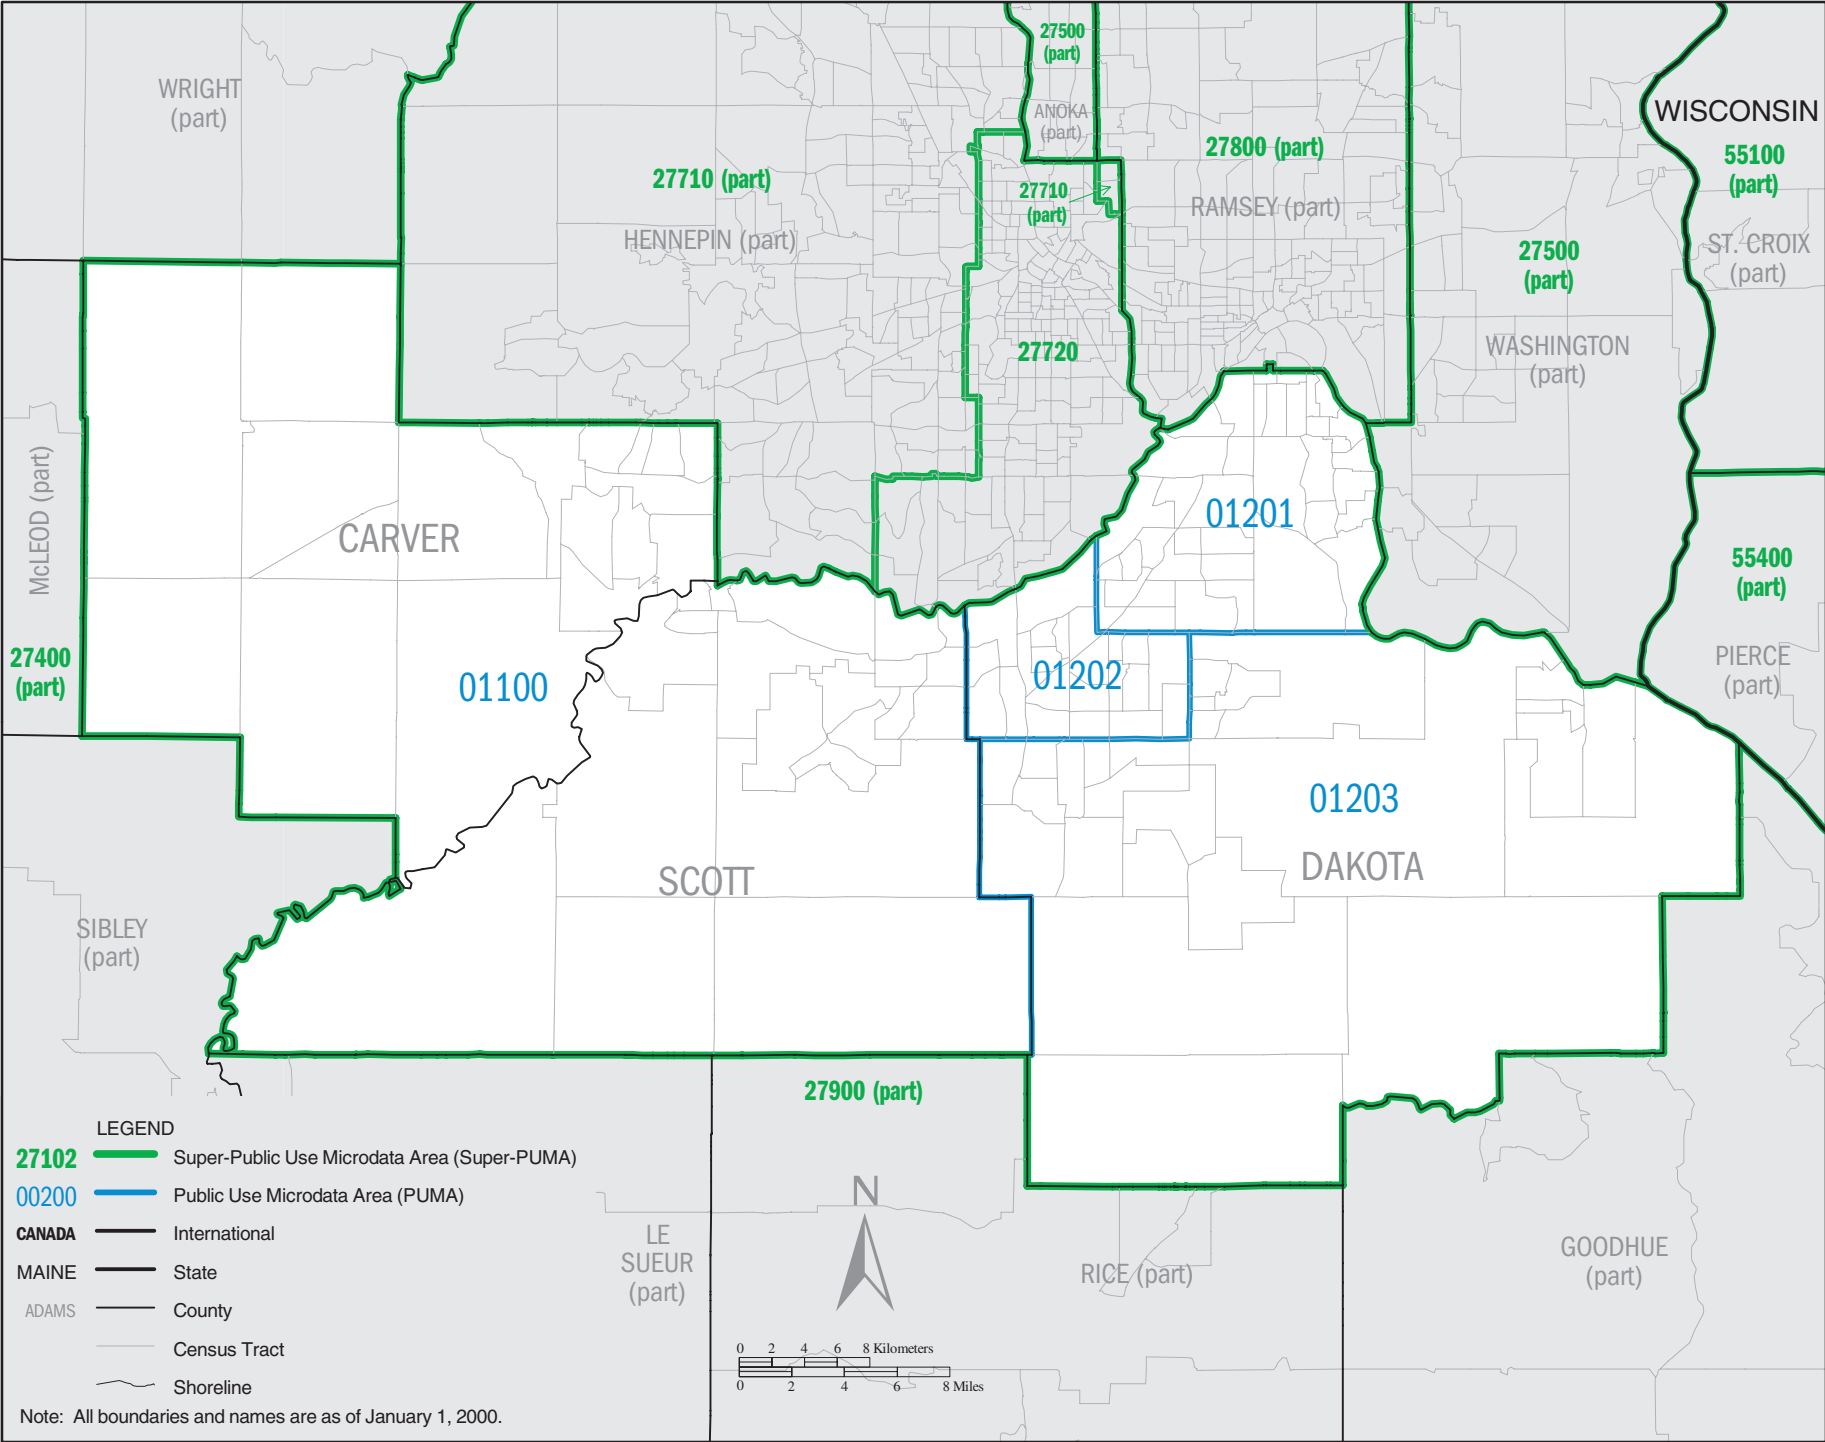 27500
(part)
WRIGHT
(part)
ANOKA
(part)
WISCONSIN
27800 (part)
55100
(part)
27710 (part)
27710
(part)
RAMSEY (part)
HENNEPIN (part)
27500
(part)
ST. CROIX
(part)
27720
WASHINGTON
(part)
McLEOD (part)
CARVER
01201
55400
(part)
27400
(part)
01100
01202
PIERCE
(part)
01203
SCOTT
DAKOTA
SIBLEY
(part)
27900 (part)
LEGEND
27102 Super-Public Use Microdata Area (Super-PUMA)
00200 Public Use Microdata Area (PUMA)
CANADA International
MAINE State
ADAMS County
Census Tract
Shoreline
Note: All boundaries and names are as of January 1, 2000.
N
LE
SUEUR
(part)
RICE (part)
GOODHUE
(part)
0 2 4 6 8 Kilometers
0 2 4 6 8 Miles